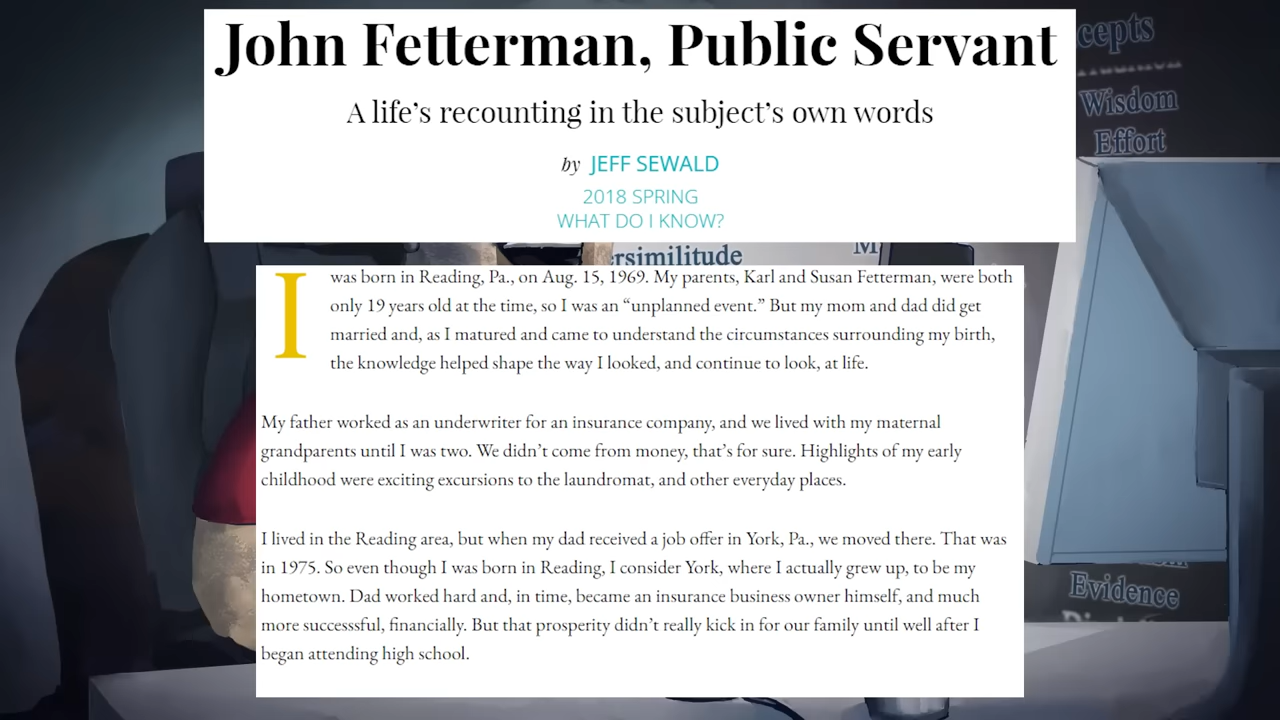 John Fetterman, Public Servant
cepts
Wisdom
Effort
A life's recounting in the subject's own words
by JEFF SEWALD
2018 SPRING
WHAT DO I KNOW?
ersimilitude
M
I was born in Reading, Pa., on Aug. 15, 1969. My parents, Karl and Susan Fetterman, were both
only 19 years old at the time, so I was an “unplanned event.” But my mom and dad did get
married and, as I matured and came to understand the circumstances surrounding my birth,
the knowledge helped shape the way I looked, and continue to look, at life.
My father worked as an underwriter for an insurance company, and we lived with my maternal
grandparents until I was two. We didn’t come from money, that’s for sure. Highlights of my early
childhood were exciting excursions to the laundromat, and other everyday places.
I lived in the Reading area, but when my dad received a job offer in York, Pa., we moved there. That was
in 1975. So even though I was born in Reading, I consider York, where I actually grew up, to be my
hometown. Dad worked hard and, in time, became an insurance business owner himself, and much
more successsful, financially. But that prosperity didn’t really kick in for our family until well after I
began attending high school.
Evidence